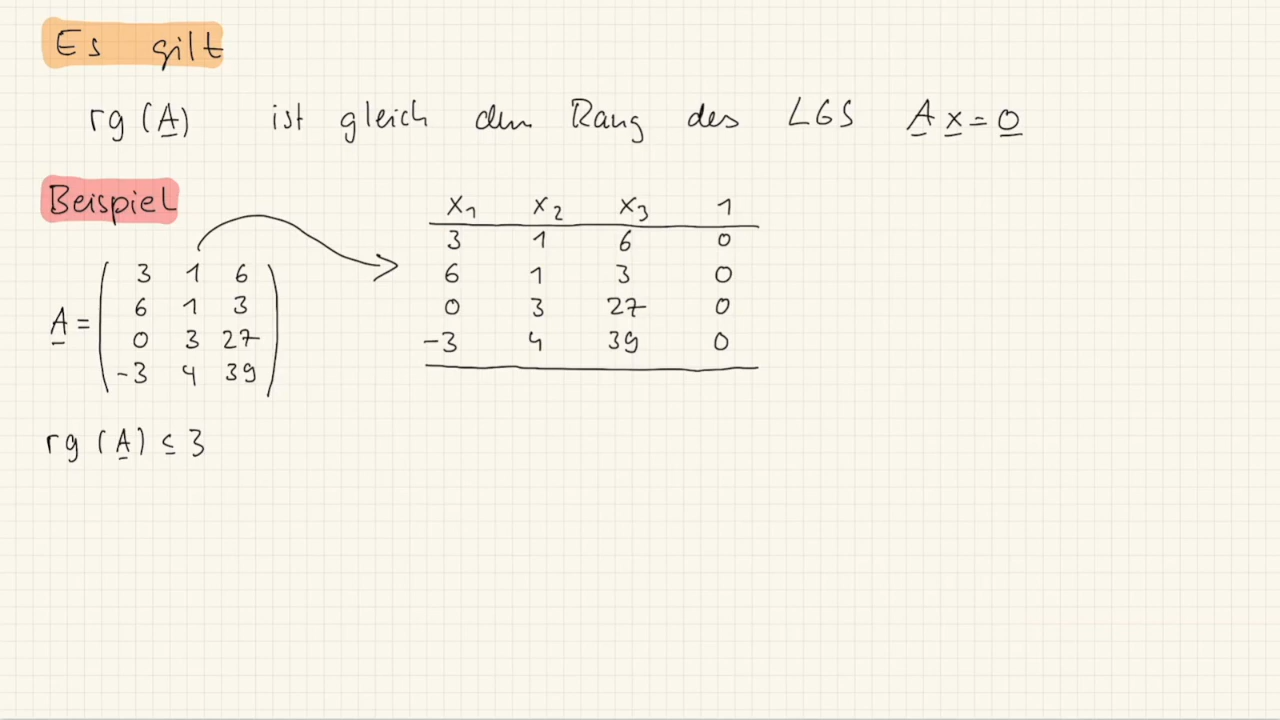 Es gilt
rg (A) ist gleich dem Rang des LGS A x = 0
Beispiel
x1 x2 x3 1
3 1 6 0
6 1 3 0
0 3 27 0
-3 4 39 0
A =
3 1 6
6 1 3
0 3 27
-3 4 39
rg (A) ≤ 3